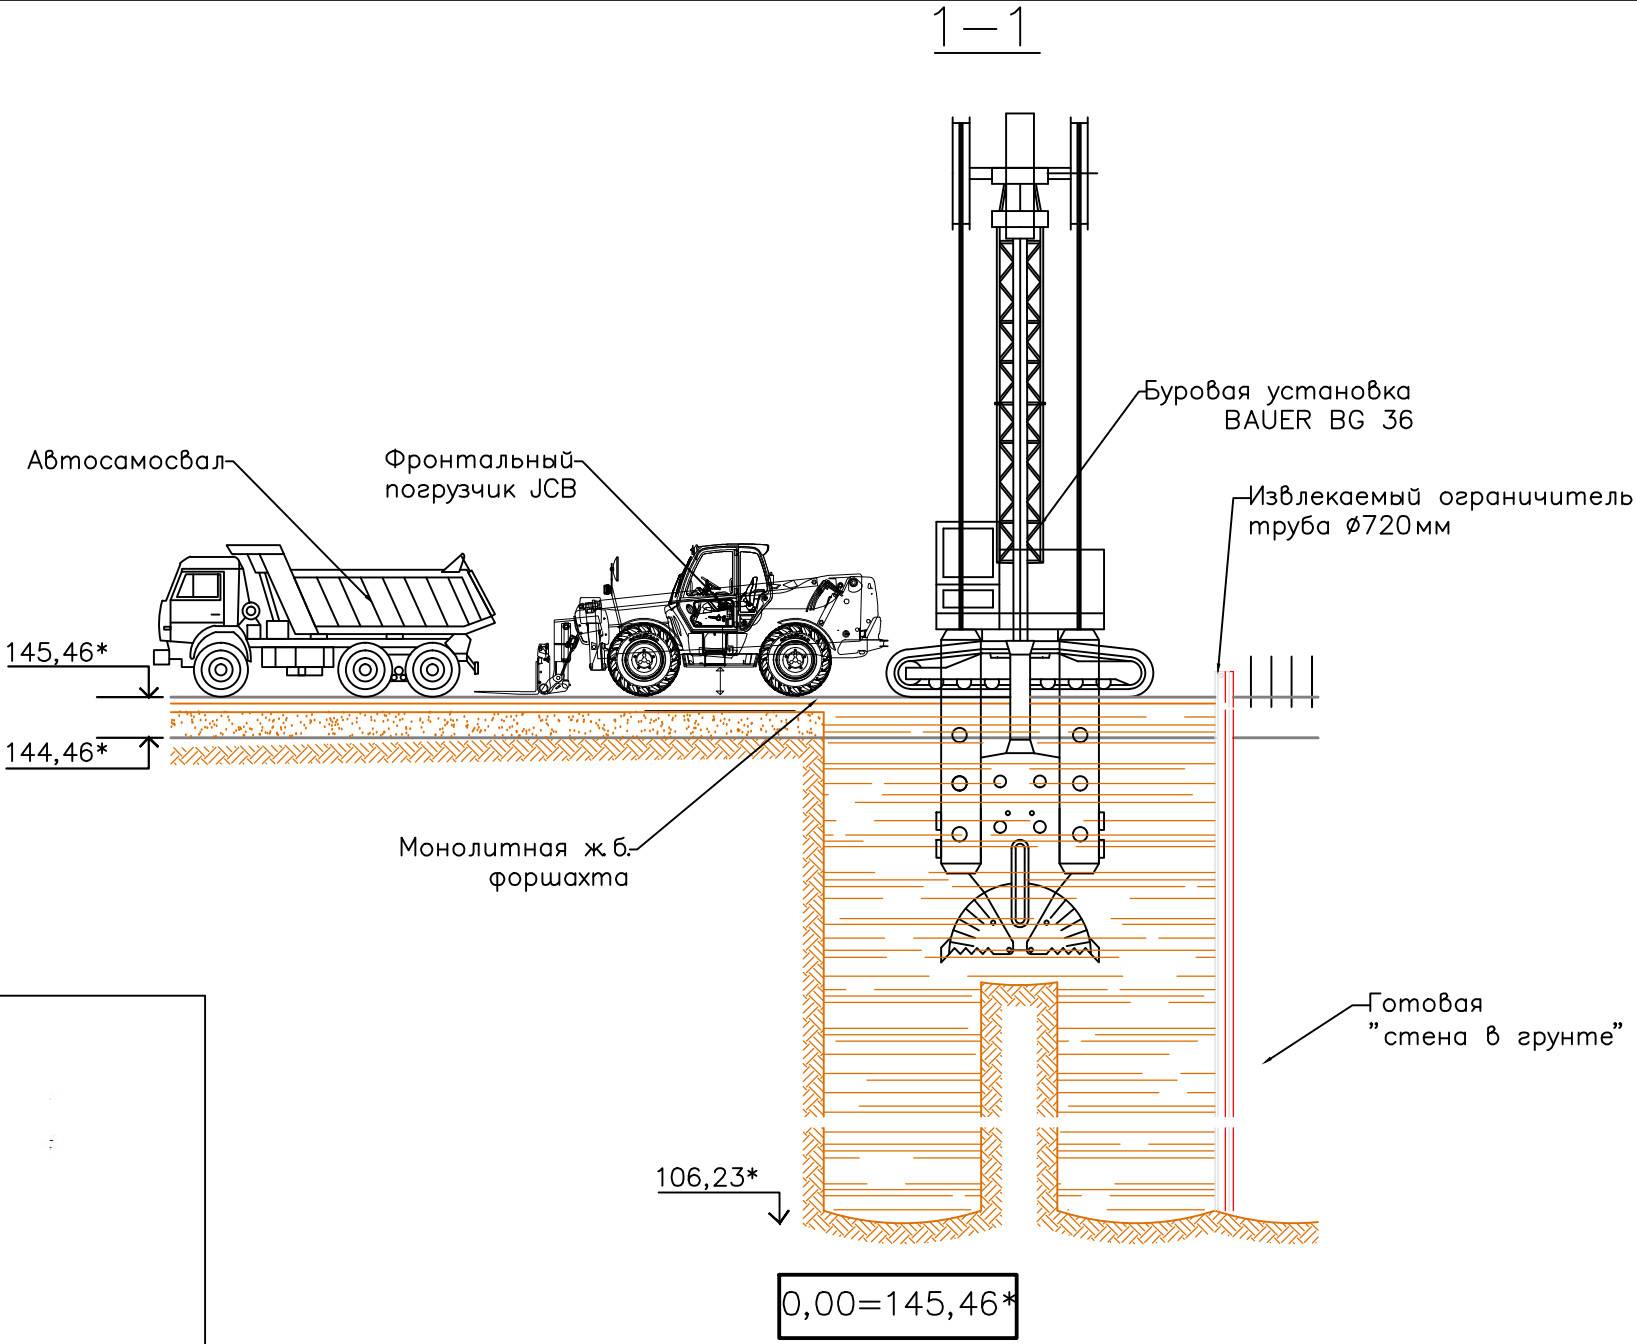 1-1
Буровая установка
BAUER BG 36
Автосамосвал
Фронтальный
погрузчик JCB
Извлекаемый ограничитель
труба Ø720мм
145,46*
144,46*
Монолитная ж.б.
форшахта
Готовая
"стена в грунте"
106,23*
0,00=145,46*